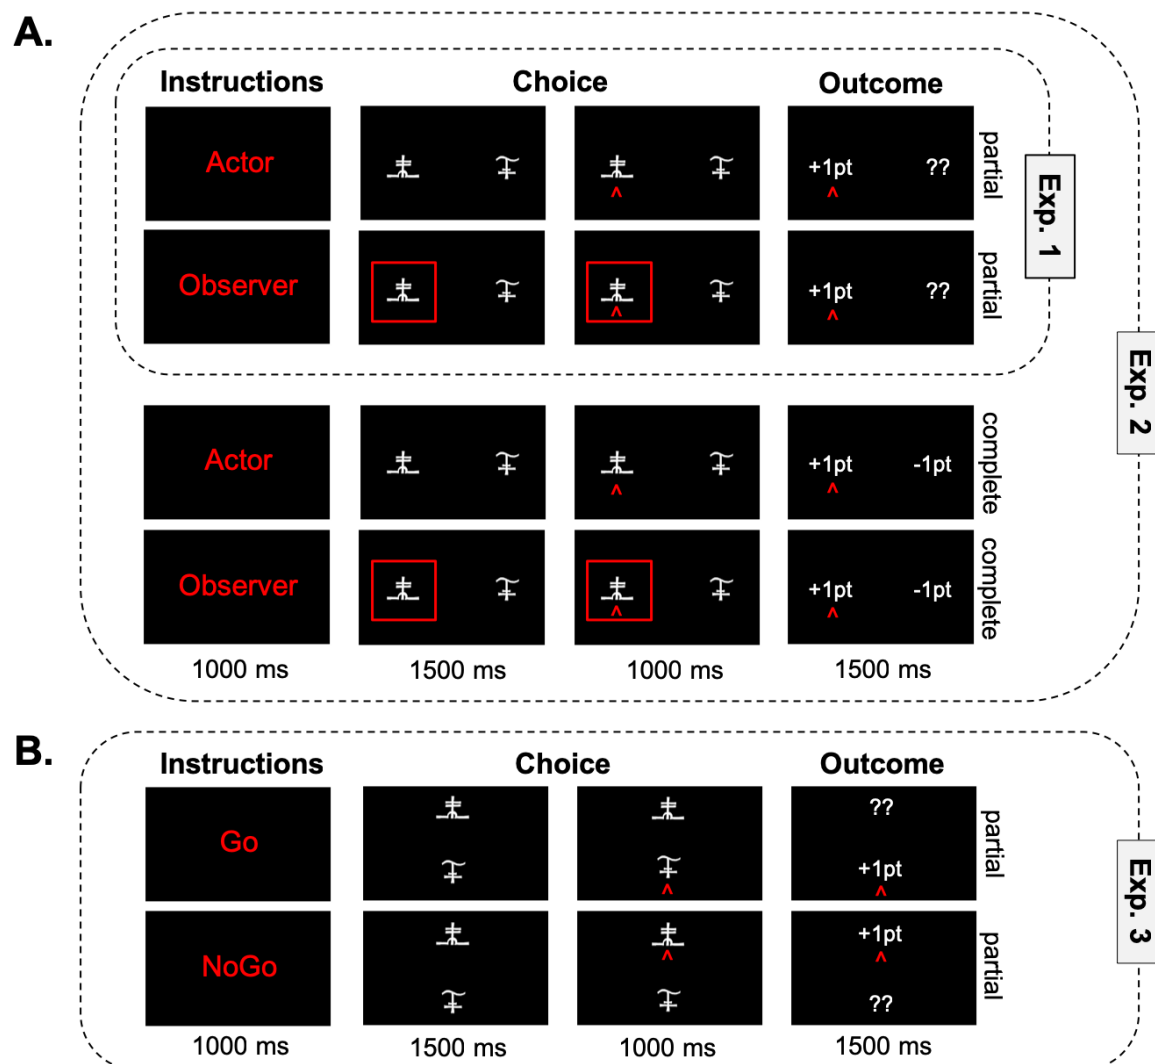 A.
Instructions Choice Outcome
Actor +1pt ?? partial
^ ^
Observer +1pt ?? partial
^ ^
Exp. 1
Actor +1pt -1pt complete
^ ^
Observer +1pt -1pt complete
^ ^
Exp. 2
1000 ms 1500 ms 1000 ms 1500 ms
B.
Instructions Choice Outcome
??
Go partial
+1pt
^ ^
+1pt
^ ^
NoGo partial
??
Exp. 3
1000 ms 1500 ms 1000 ms 1500 ms